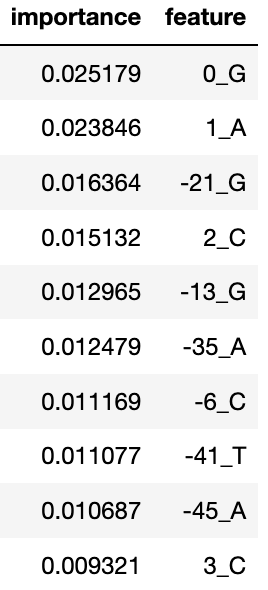 importance feature
0.025179 0_G
0.023846 1_A
0.016364 -21_G
0.015132 2_C
0.012965 -13_G
0.012479 -35_A
0.011169 -6_C
0.011077 -41_T
0.010687 -45_A
0.009321 3_C